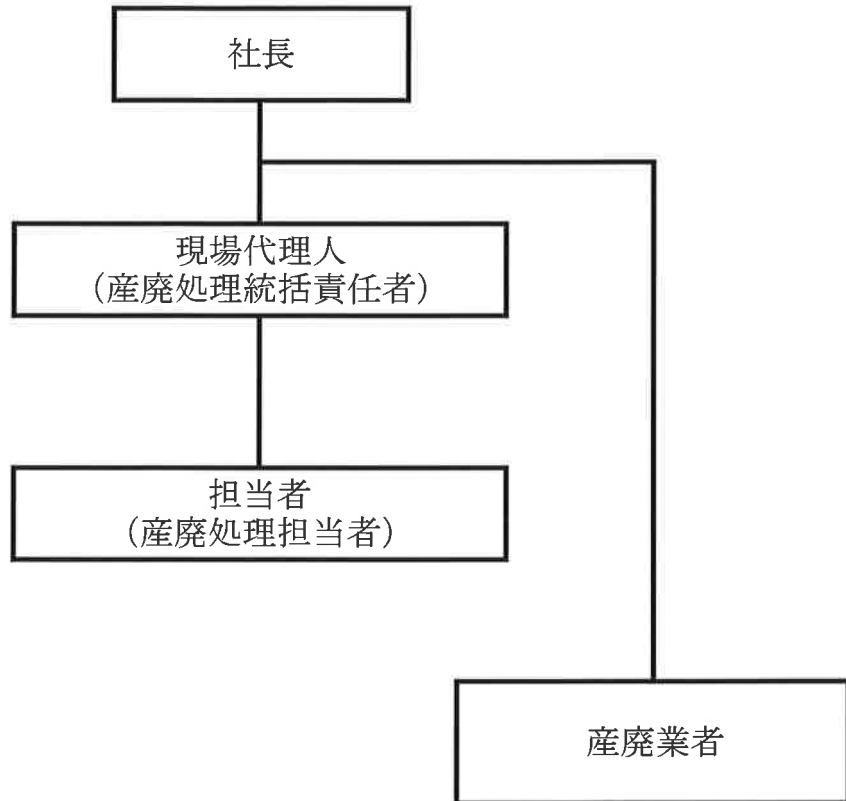 社長
現場代理人
（産廃処理統括責任者）
担当者
（産廃処理担当者）
産廃業者